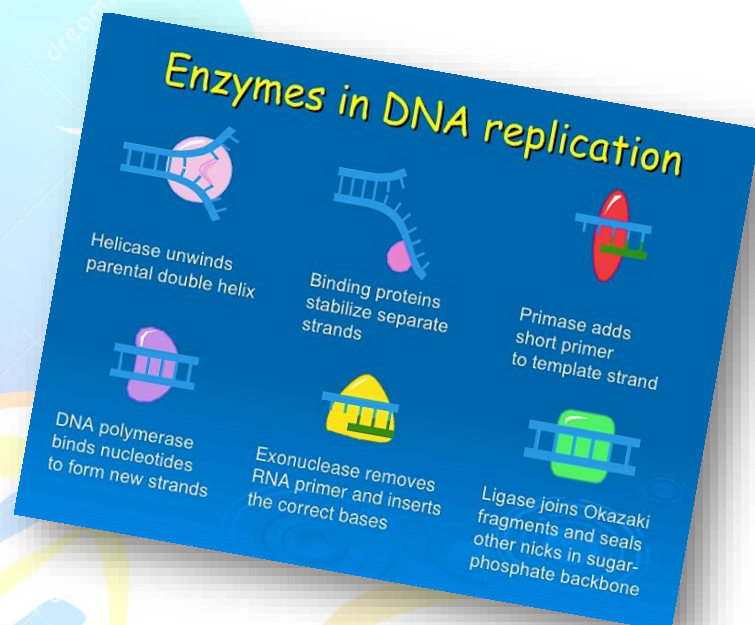 Enzymes in DNA replication
Helicase unwinds
parental double helix
Binding proteins
stabilize separate
strands
Primase adds
short primer
to template strand
DNA polymerase
binds nucleotides
to form new strands
Exonuclease removes
RNA primer and inserts
the correct bases
Ligase joins Okazaki
fragments and seals
other nicks in sugar-
phosphate backbone